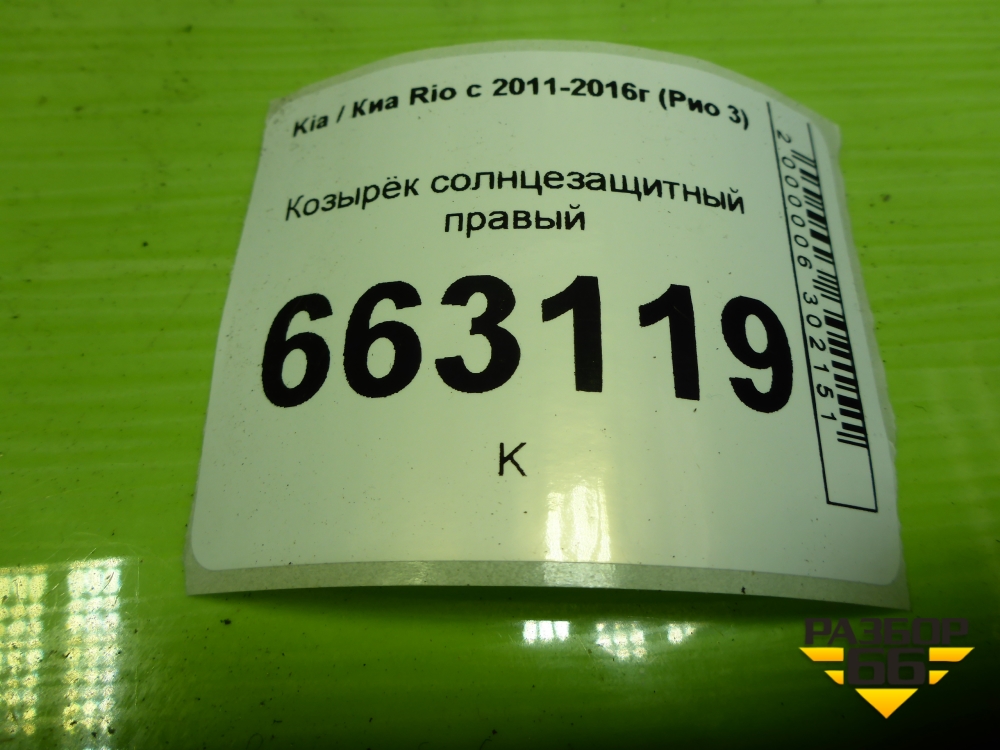 Kia / Киа Rio с 2011-2016г (Рио 3)
Козырёк солнцезащитный
правый
663119
К
2000006302151
РАЗБОР
66